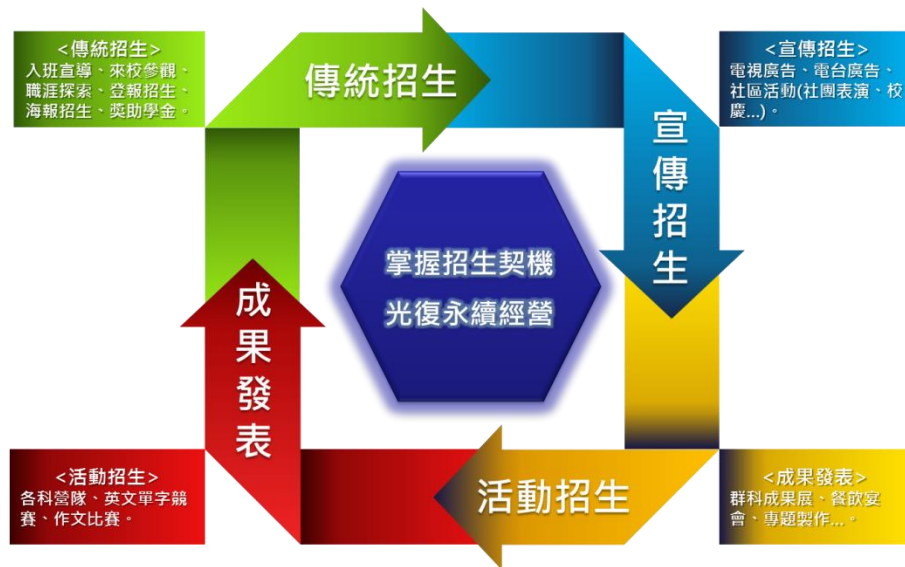 <傳統招生>
入班宣導、來校參觀、
職涯探索、登報招生、
海報招生、獎助學金。
傳統招生
<宣傳招生>
電視廣告、電台廣告、
社區活動(社團表演、校
慶...)。
宣傳招生
掌握招生契機
光復永續經營
成果發表
<活動招生>
各科營隊、英文單字競
賽、作文比賽。
活動招生
<成果發表>
群科成果展、餐飲宴
會、專題製作...。